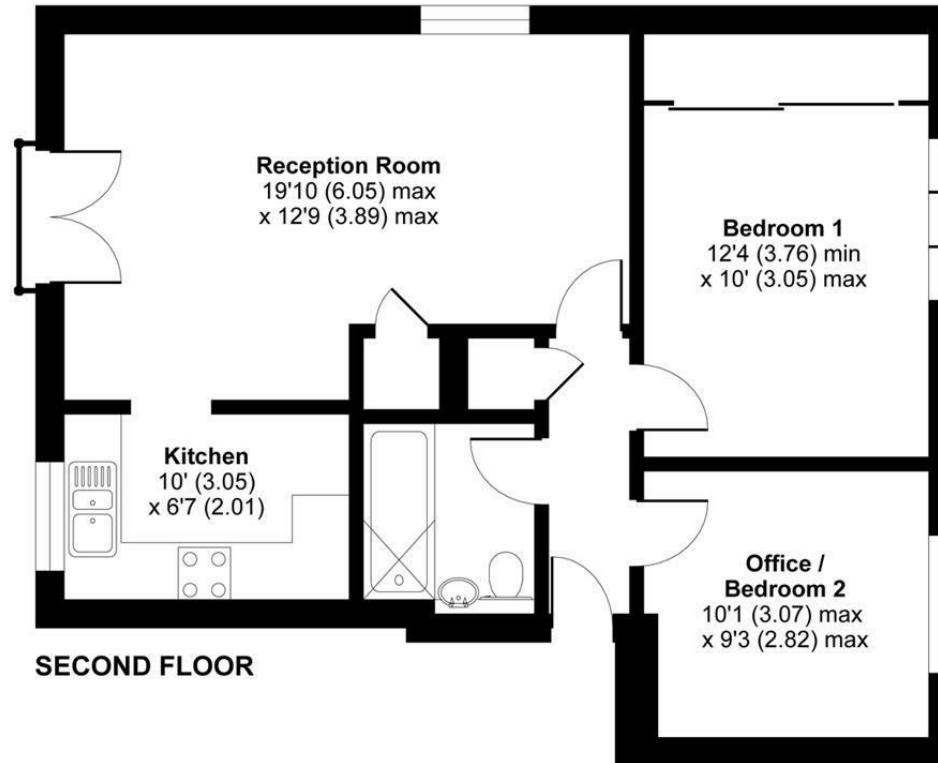 Reception Room
19'10 (6.05) max
x 12'9 (3.89) max
Bedroom 1
12'4 (3.76) min
x 10' (3.05) max
Kitchen
10' (3.05)
x 6'7 (2.01)
Office /
Bedroom 2
10'1 (3.07) max
x 9'3 (2.82) max
SECOND FLOOR